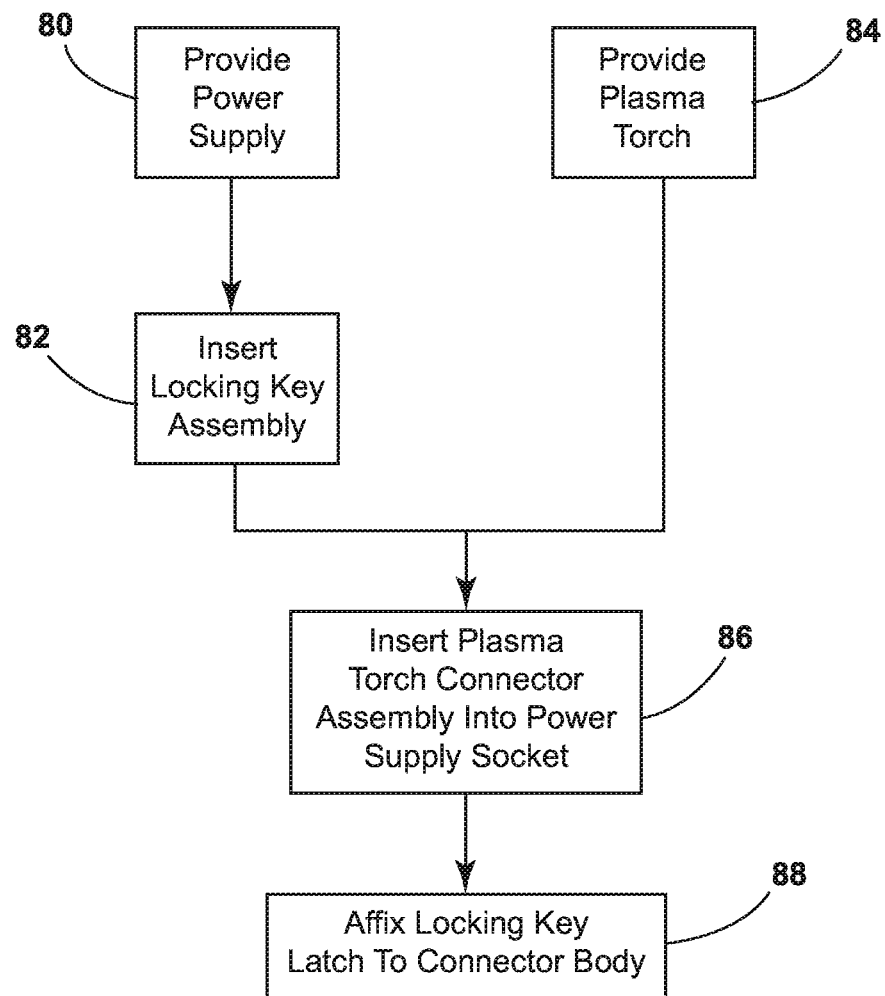 80
Provide
Power
Supply
84
Provide
Plasma
Torch
82
Insert
Locking Key
Assembly
86
Insert Plasma
Torch Connector
Assembly Into Power
Supply Socket
88
Affix Locking Key
Latch To Connector Body